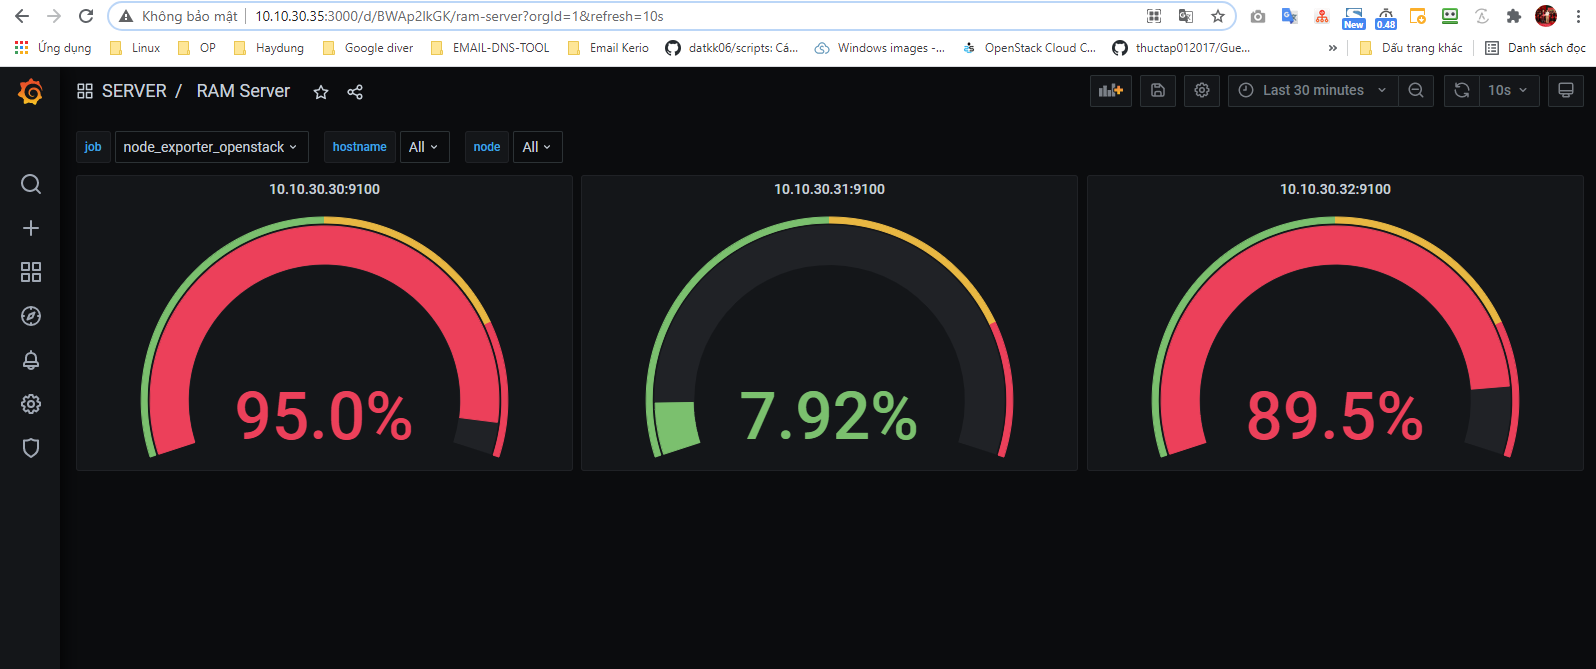 Không bảo mật 10.10.30.35:3000/d/BWAp2IkGK/ram-server?orgId=1&refresh=10s
New 0.48
Ứng dụng Linux OP Haydung Google diver EMAIL-DNS-TOOL Email Kerio datkk06/scripts: Cá... Windows images -... OpenStack Cloud C... thuctap012017/Gue... » Dấu trang khác Danh sách đọc
SERVER / RAM Server Last 30 minutes 10s
job node_exporter_openstack hostname All node All
10.10.30.30:9100 10.10.30.31:9100 10.10.30.32:9100
95.0% 7.92% 89.5%